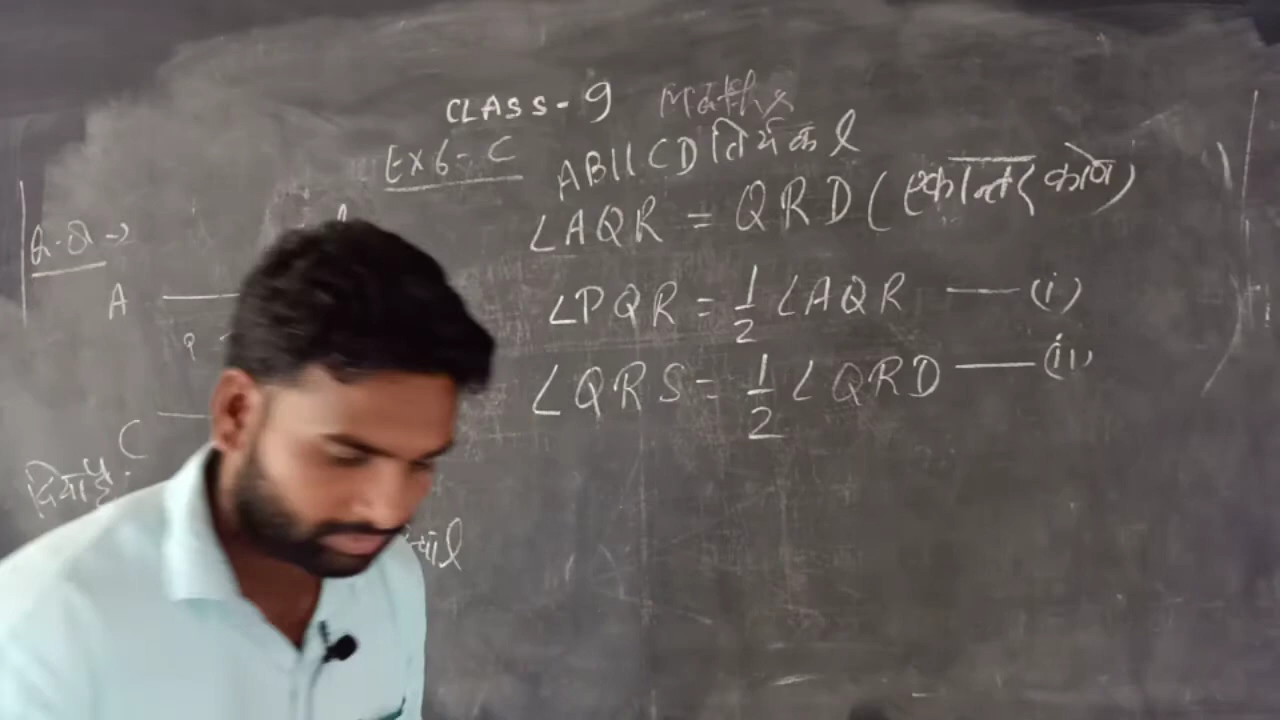 CLASS-9 Maths
Ex 6-C
AB||CD तिर्यक l
∠AQR = QRD (एकान्तर कोण)
A
∠PQR = 1/2 ∠AQR — (i)
∠QRS = 1/2 ∠QRD — (ii)
C
l